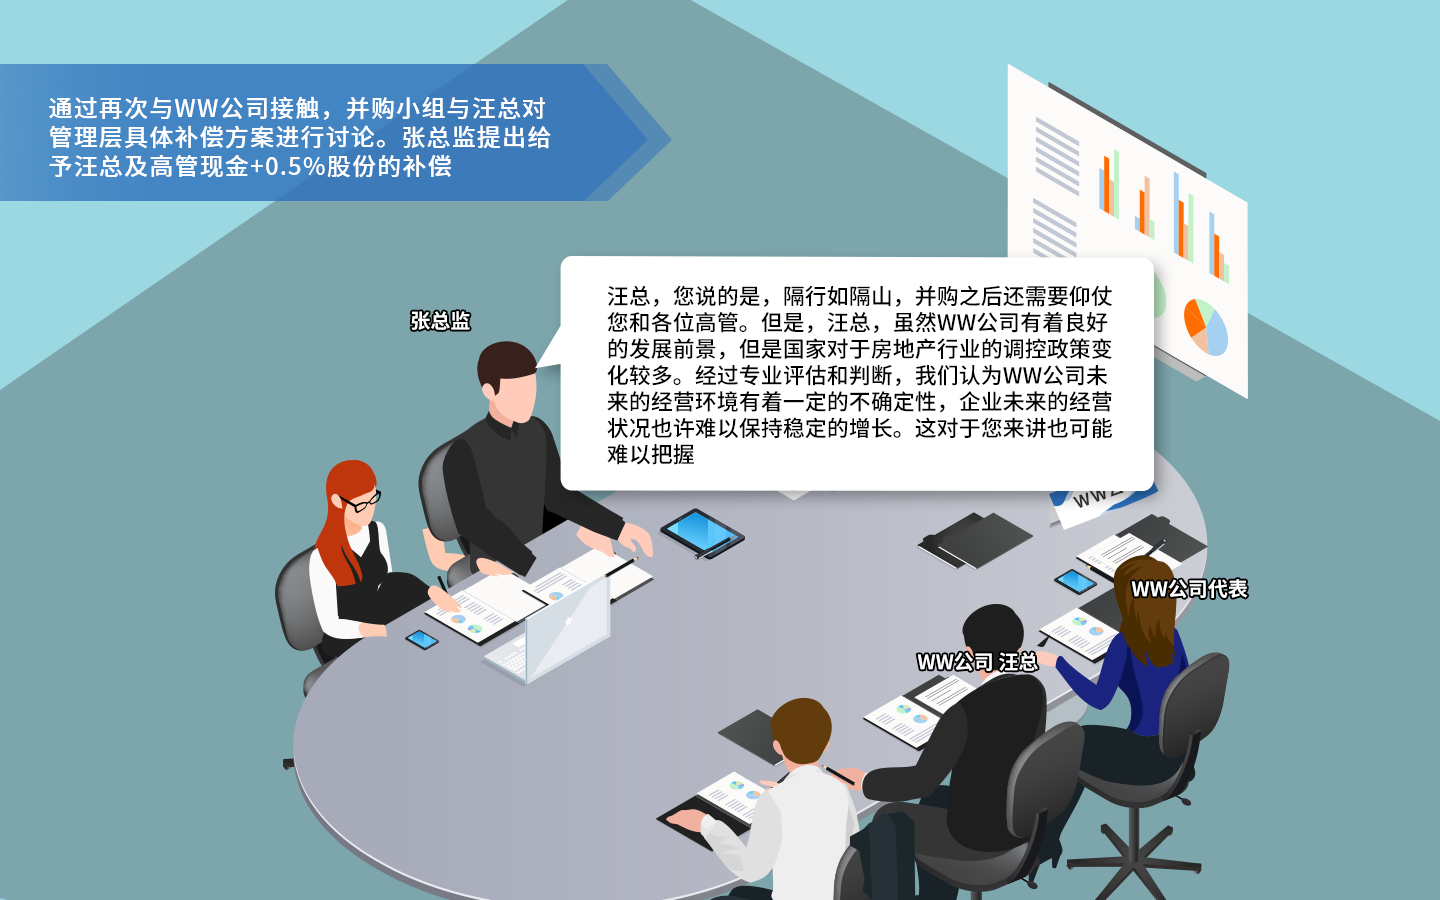 通过再次与WW公司接触，并购小组与汪总对
管理层具体补偿方案进行讨论。张总监提出给
予汪总及高管现金+0.5%股份的补偿
张总监
汪总，您说的是，隔行如隔山，并购之后还需要仰仗
您和各位高管。但是，汪总，虽然WW公司有着良好
的发展前景，但是国家对于房地产行业的调控政策变
化较多。经过专业评估和判断，我们认为WW公司未
来的经营环境有着一定的不确定性，企业未来的经营
状况也许难以保持稳定的增长。这对于您来讲也可能
难以把握
WW公司代表
WW公司 汪总